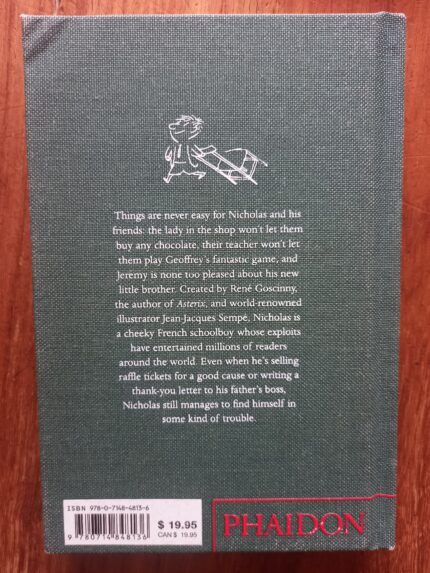 Things are never easy for Nicholas and his
friends: the lady in the shop won't let them
buy any chocolate, their teacher won't let
them play Geoffrey's fantastic game, and
Jeremy is none too pleased about his new
little brother. Created by René Goscinny,
the author of Asterix, and world-renowned
illustrator Jean-Jacques Sempé, Nicholas is
a cheeky French schoolboy whose exploits
have entertained millions of readers
around the world. Even when he's selling
raffle tickets for a good cause or writing a
thank-you letter to his father's boss,
Nicholas still manages to find himself in
some kind of trouble.
ISBN 978-0-7148-4813-6
9 780714 848136
$ 19.95
CAN $ 19.95
PHAIDON